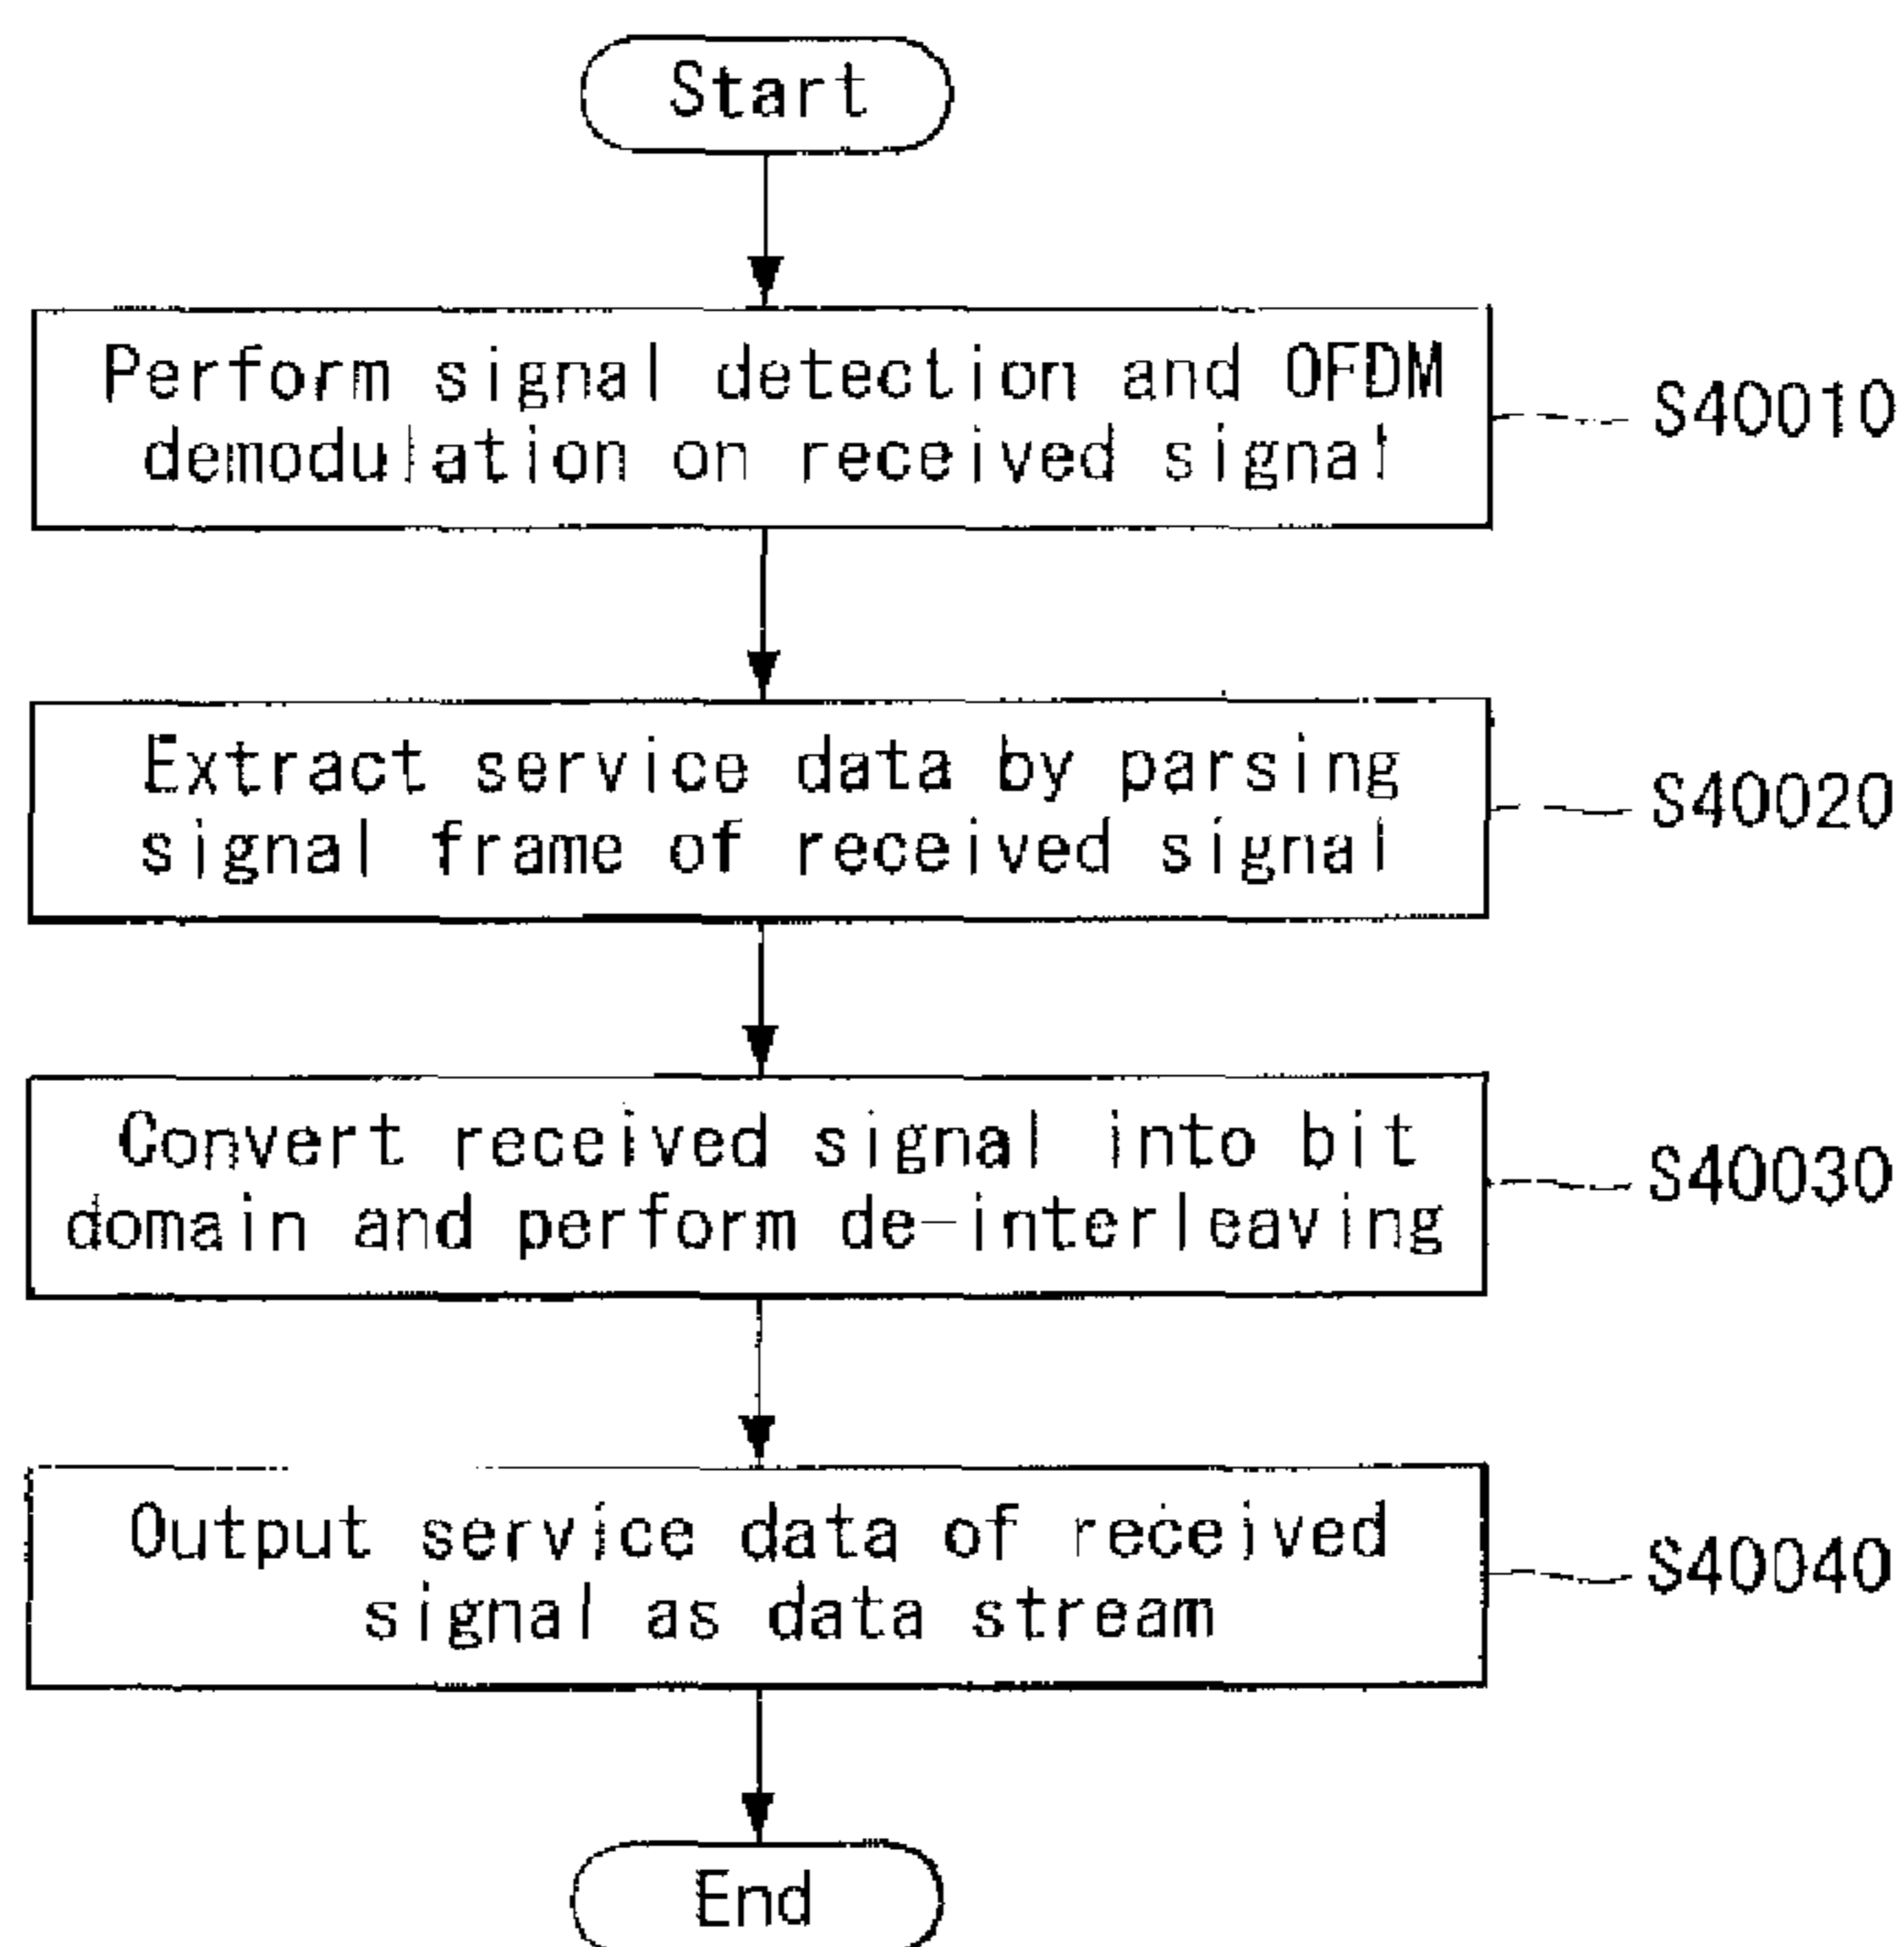 Start
Perform signal detection and OFDM
demodulation on received signal
S40010
Extract service data by parsing
signal frame of received signal
S40020
Convert received signal into bit
domain and perform de-interleaving
S40030
Output service data of received
signal as data stream
S40040
End